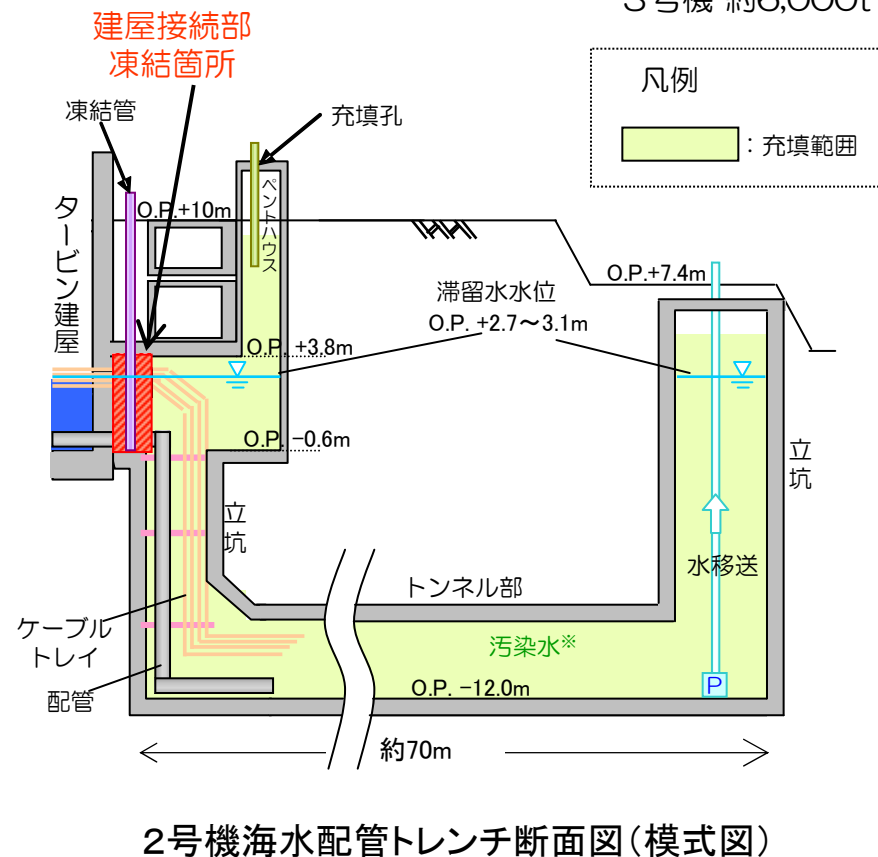 3号機 約6,000t
建屋接続部
凍結箇所
凡例
：充填範囲
凍結管
充填孔
タービン建屋
ペントハウス
O.P.+10m
O.P.+7.4m
滞留水水位
O.P. +2.7～3.1m
O.P. +3.8m
O.P. -0.6m
立坑
立坑
水移送
トンネル部
ケーブル
トレイ
汚染水※
配管
O.P. -12.0m
P
約70m
2号機海水配管トレンチ断面図（模式図）